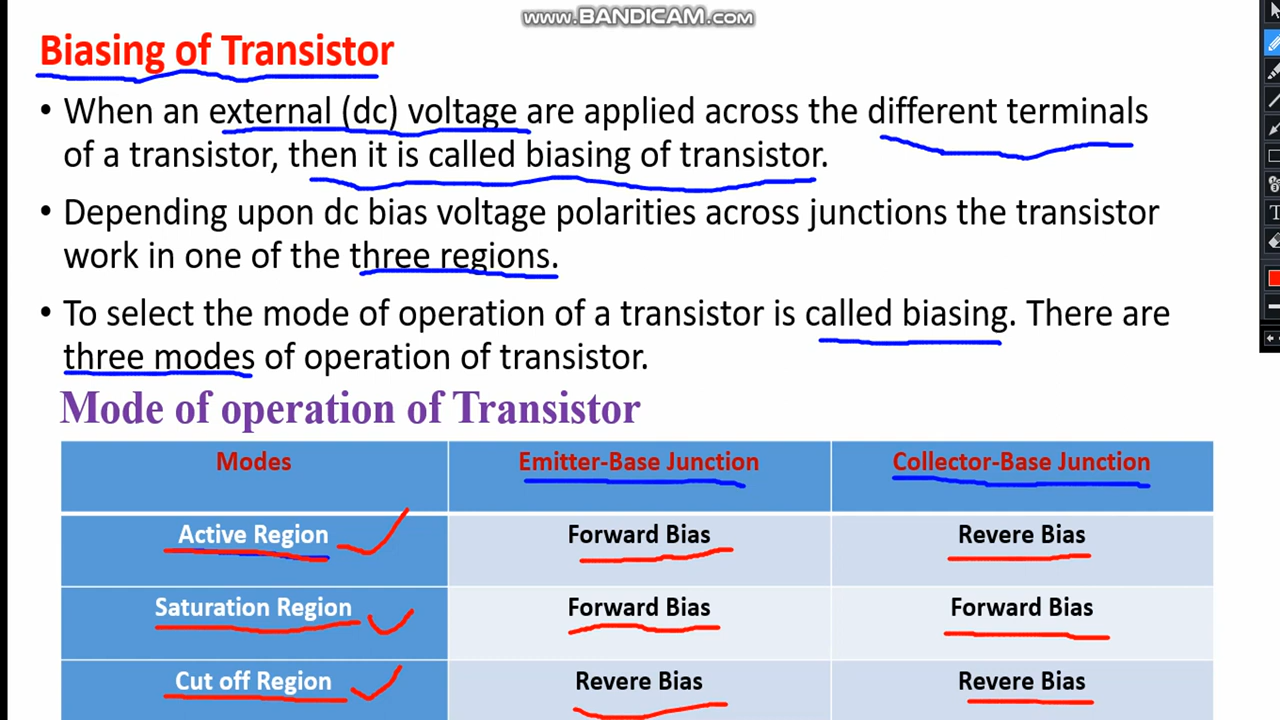 www.BANDICAM.com
Biasing of Transistor
• When an external (dc) voltage are applied across the different terminals
of a transistor, then it is called biasing of transistor.
• Depending upon dc bias voltage polarities across junctions the transistor
work in one of the three regions.
• To select the mode of operation of a transistor is called biasing. There are
three modes of operation of transistor.
Mode of operation of Transistor
Modes Emitter-Base Junction Collector-Base Junction
Active Region Forward Bias Revere Bias
Saturation Region Forward Bias Forward Bias
Cut off Region Revere Bias Revere Bias